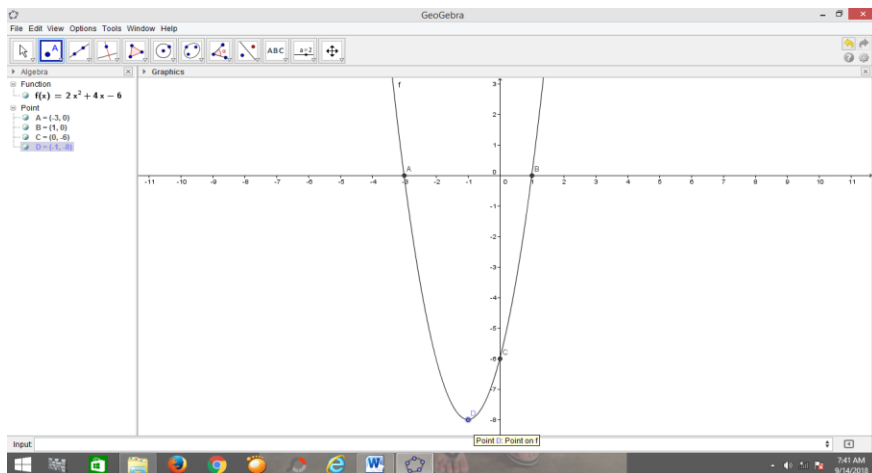 GeoGebra
File Edit View Options Tools Window Help
A
ABC
a=2
Algebra
Graphics
Function
f(x) = 2 x² + 4 x − 6
Point
A = (-3, 0)
B = (1, 0)
C = (0, -6)
D = (-1, -8)
f
3
2
1
0
A
B
-11 -10 -9 -8 -7 -6 -5 -4 -3 -2 -1 0 1 2 3 4 5 6 7 8 9 10 11
-1
-2
-3
-4
-5
-6
C
-7
D
-8
Point D: Point on f
Input:
7:41 AM
9/14/2018